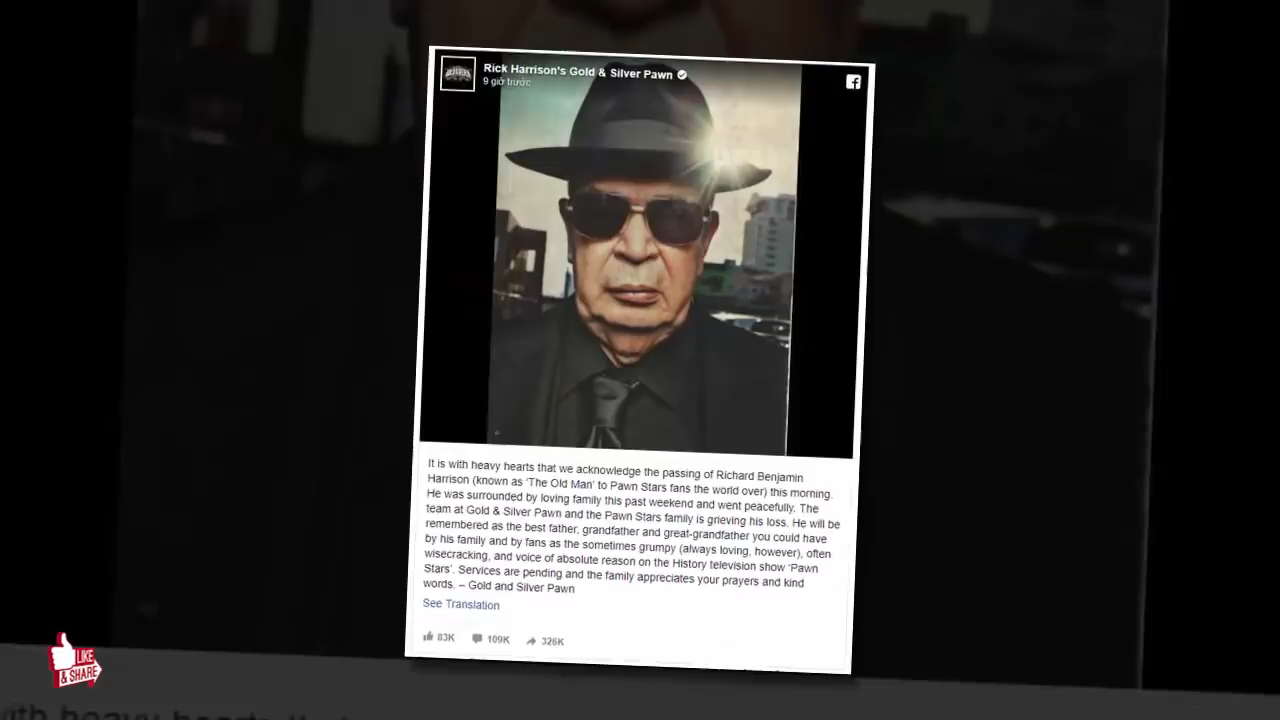 Rick Harrison's Gold & Silver Pawn
9 giờ trước
It is with heavy hearts that we acknowledge the passing of Richard Benjamin
Harrison (known as 'The Old Man' to Pawn Stars fans the world over) this morning.
He was surrounded by loving family this past weekend and went peacefully. The
team at Gold & Silver Pawn and the Pawn Stars family is grieving his loss. He will be
remembered as the best father, grandfather and great-grandfather you could have
by his family and by fans as the sometimes grumpy (always loving, however), often
wisecracking, and voice of absolute reason on the History television show 'Pawn
Stars'. Services are pending and the family appreciates your prayers and kind
words. – Gold and Silver Pawn
See Translation
83K 109K 326K
LIKE
& SHARE
with heavy hearts